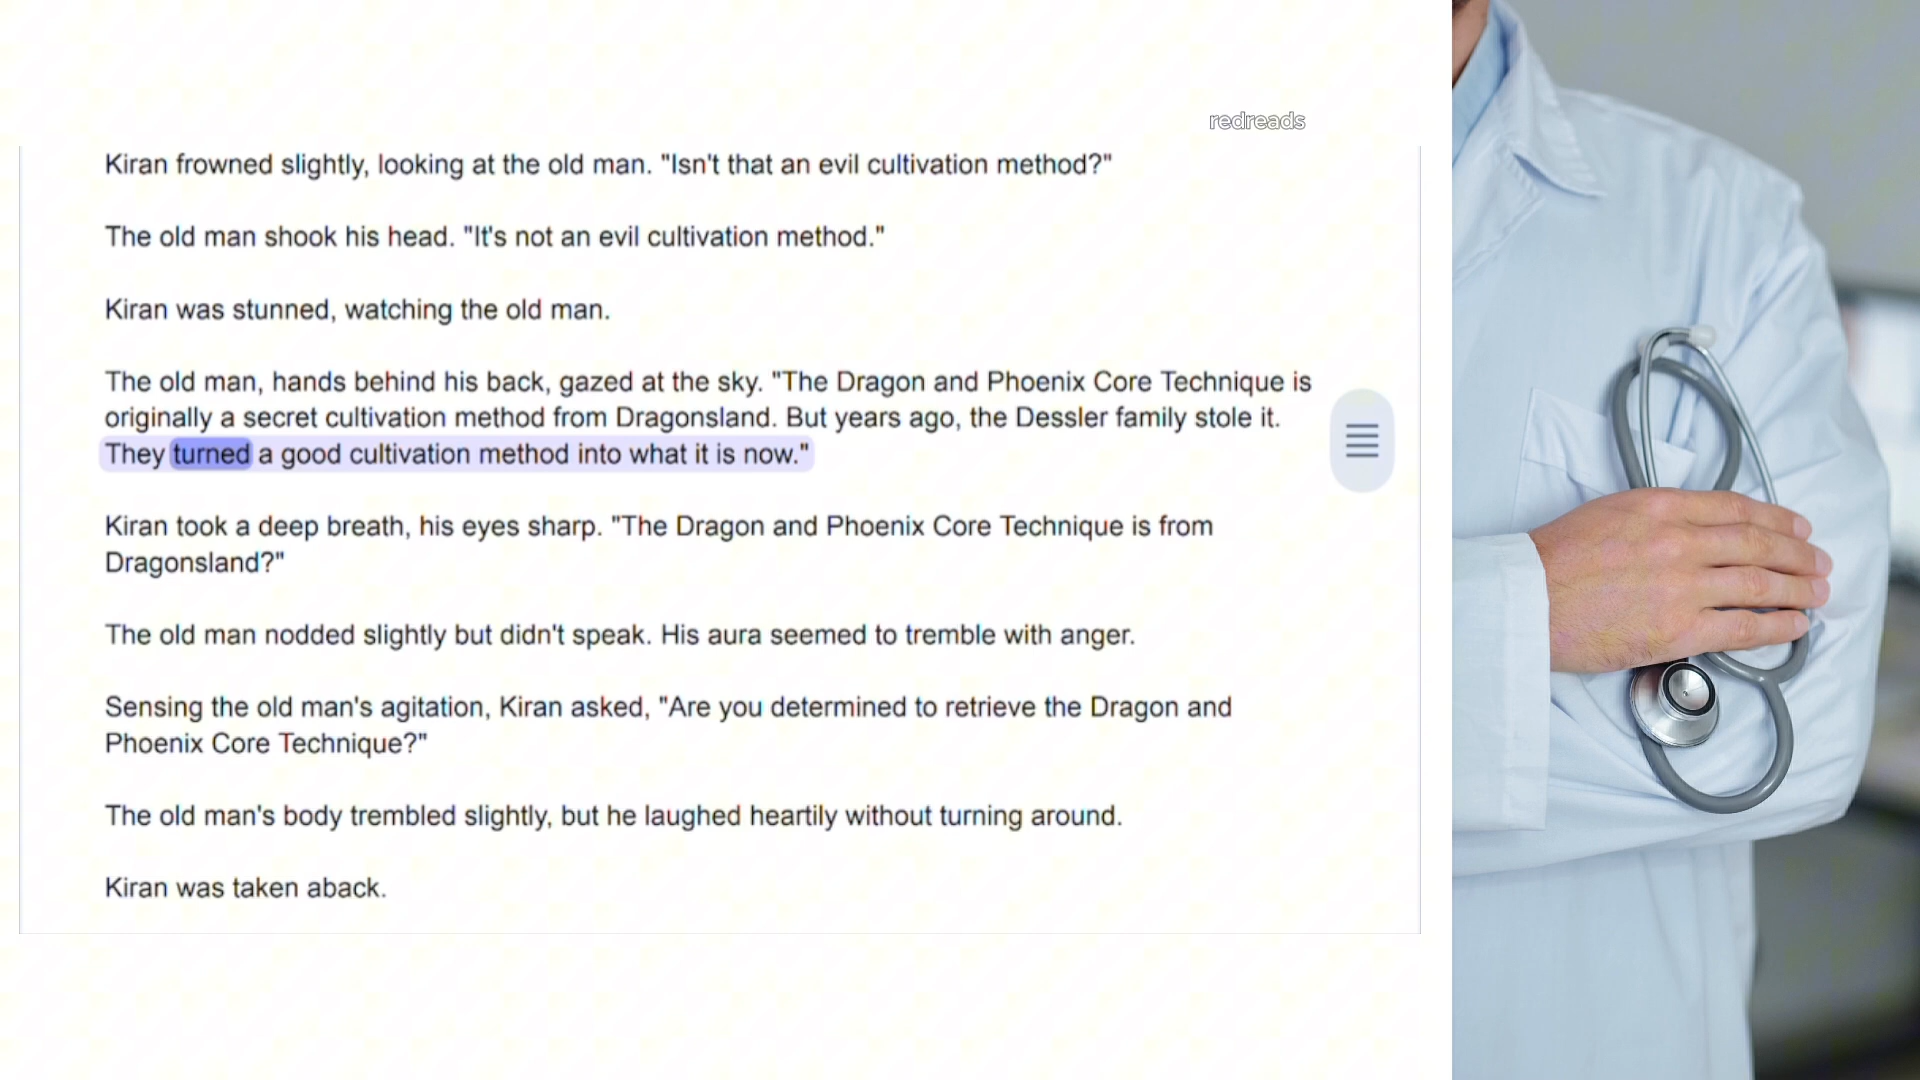 redreads
Kiran frowned slightly, looking at the old man. "Isn't that an evil cultivation method?"
The old man shook his head. "It's not an evil cultivation method."
Kiran was stunned, watching the old man.
The old man, hands behind his back, gazed at the sky. "The Dragon and Phoenix Core Technique is
originally a secret cultivation method from Dragonsland. But years ago, the Dessler family stole it.
They turned a good cultivation method into what it is now."
Kiran took a deep breath, his eyes sharp. "The Dragon and Phoenix Core Technique is from
Dragonsland?"
The old man nodded slightly but didn't speak. His aura seemed to tremble with anger.
Sensing the old man's agitation, Kiran asked, "Are you determined to retrieve the Dragon and
Phoenix Core Technique?"
The old man's body trembled slightly, but he laughed heartily without turning around.
Kiran was taken aback.